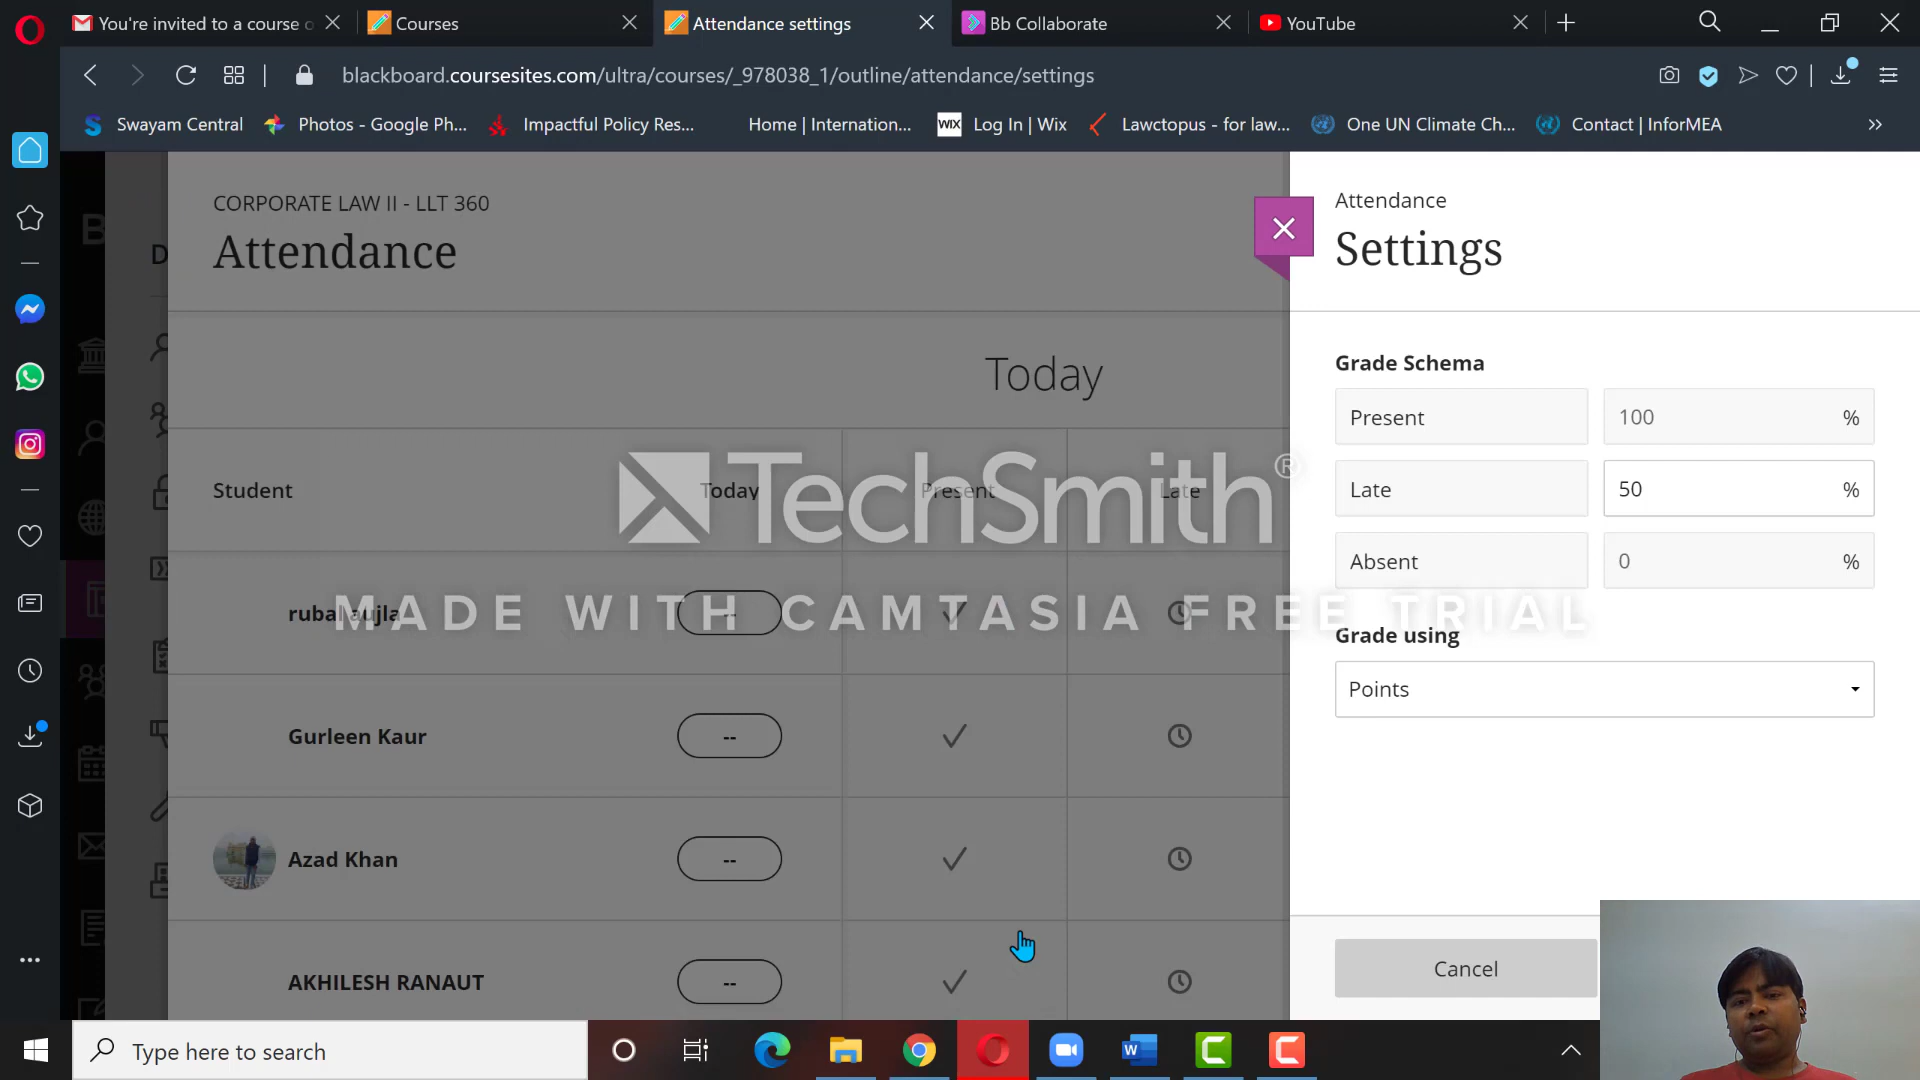 You're invited to a course o
Courses
Attendance settings
Bb Collaborate
YouTube
blackboard.coursesites.com/ultra/courses/_978038_1/outline/attendance/settings
Swayam Central
Photos - Google Ph...
Impactful Policy Res...
Home | Internation...
WIX
Log In | Wix
Lawctopus - for law...
One UN Climate Ch...
Contact | InforMEA
»
B
D
CORPORATE LAW II - LLT 360
Attendance
Today
Student
Today
Present
Late
--
Gurleen Kaur
--
Azad Khan
--
AKHILESH RANAUT
--
TechSmith®
MADE WITH CAMTASIA FREE TRIAL
Attendance
Settings
Grade Schema
Present
100 %
Late
50 %
Absent
0 %
Grade using
Points
Cancel
Type here to search